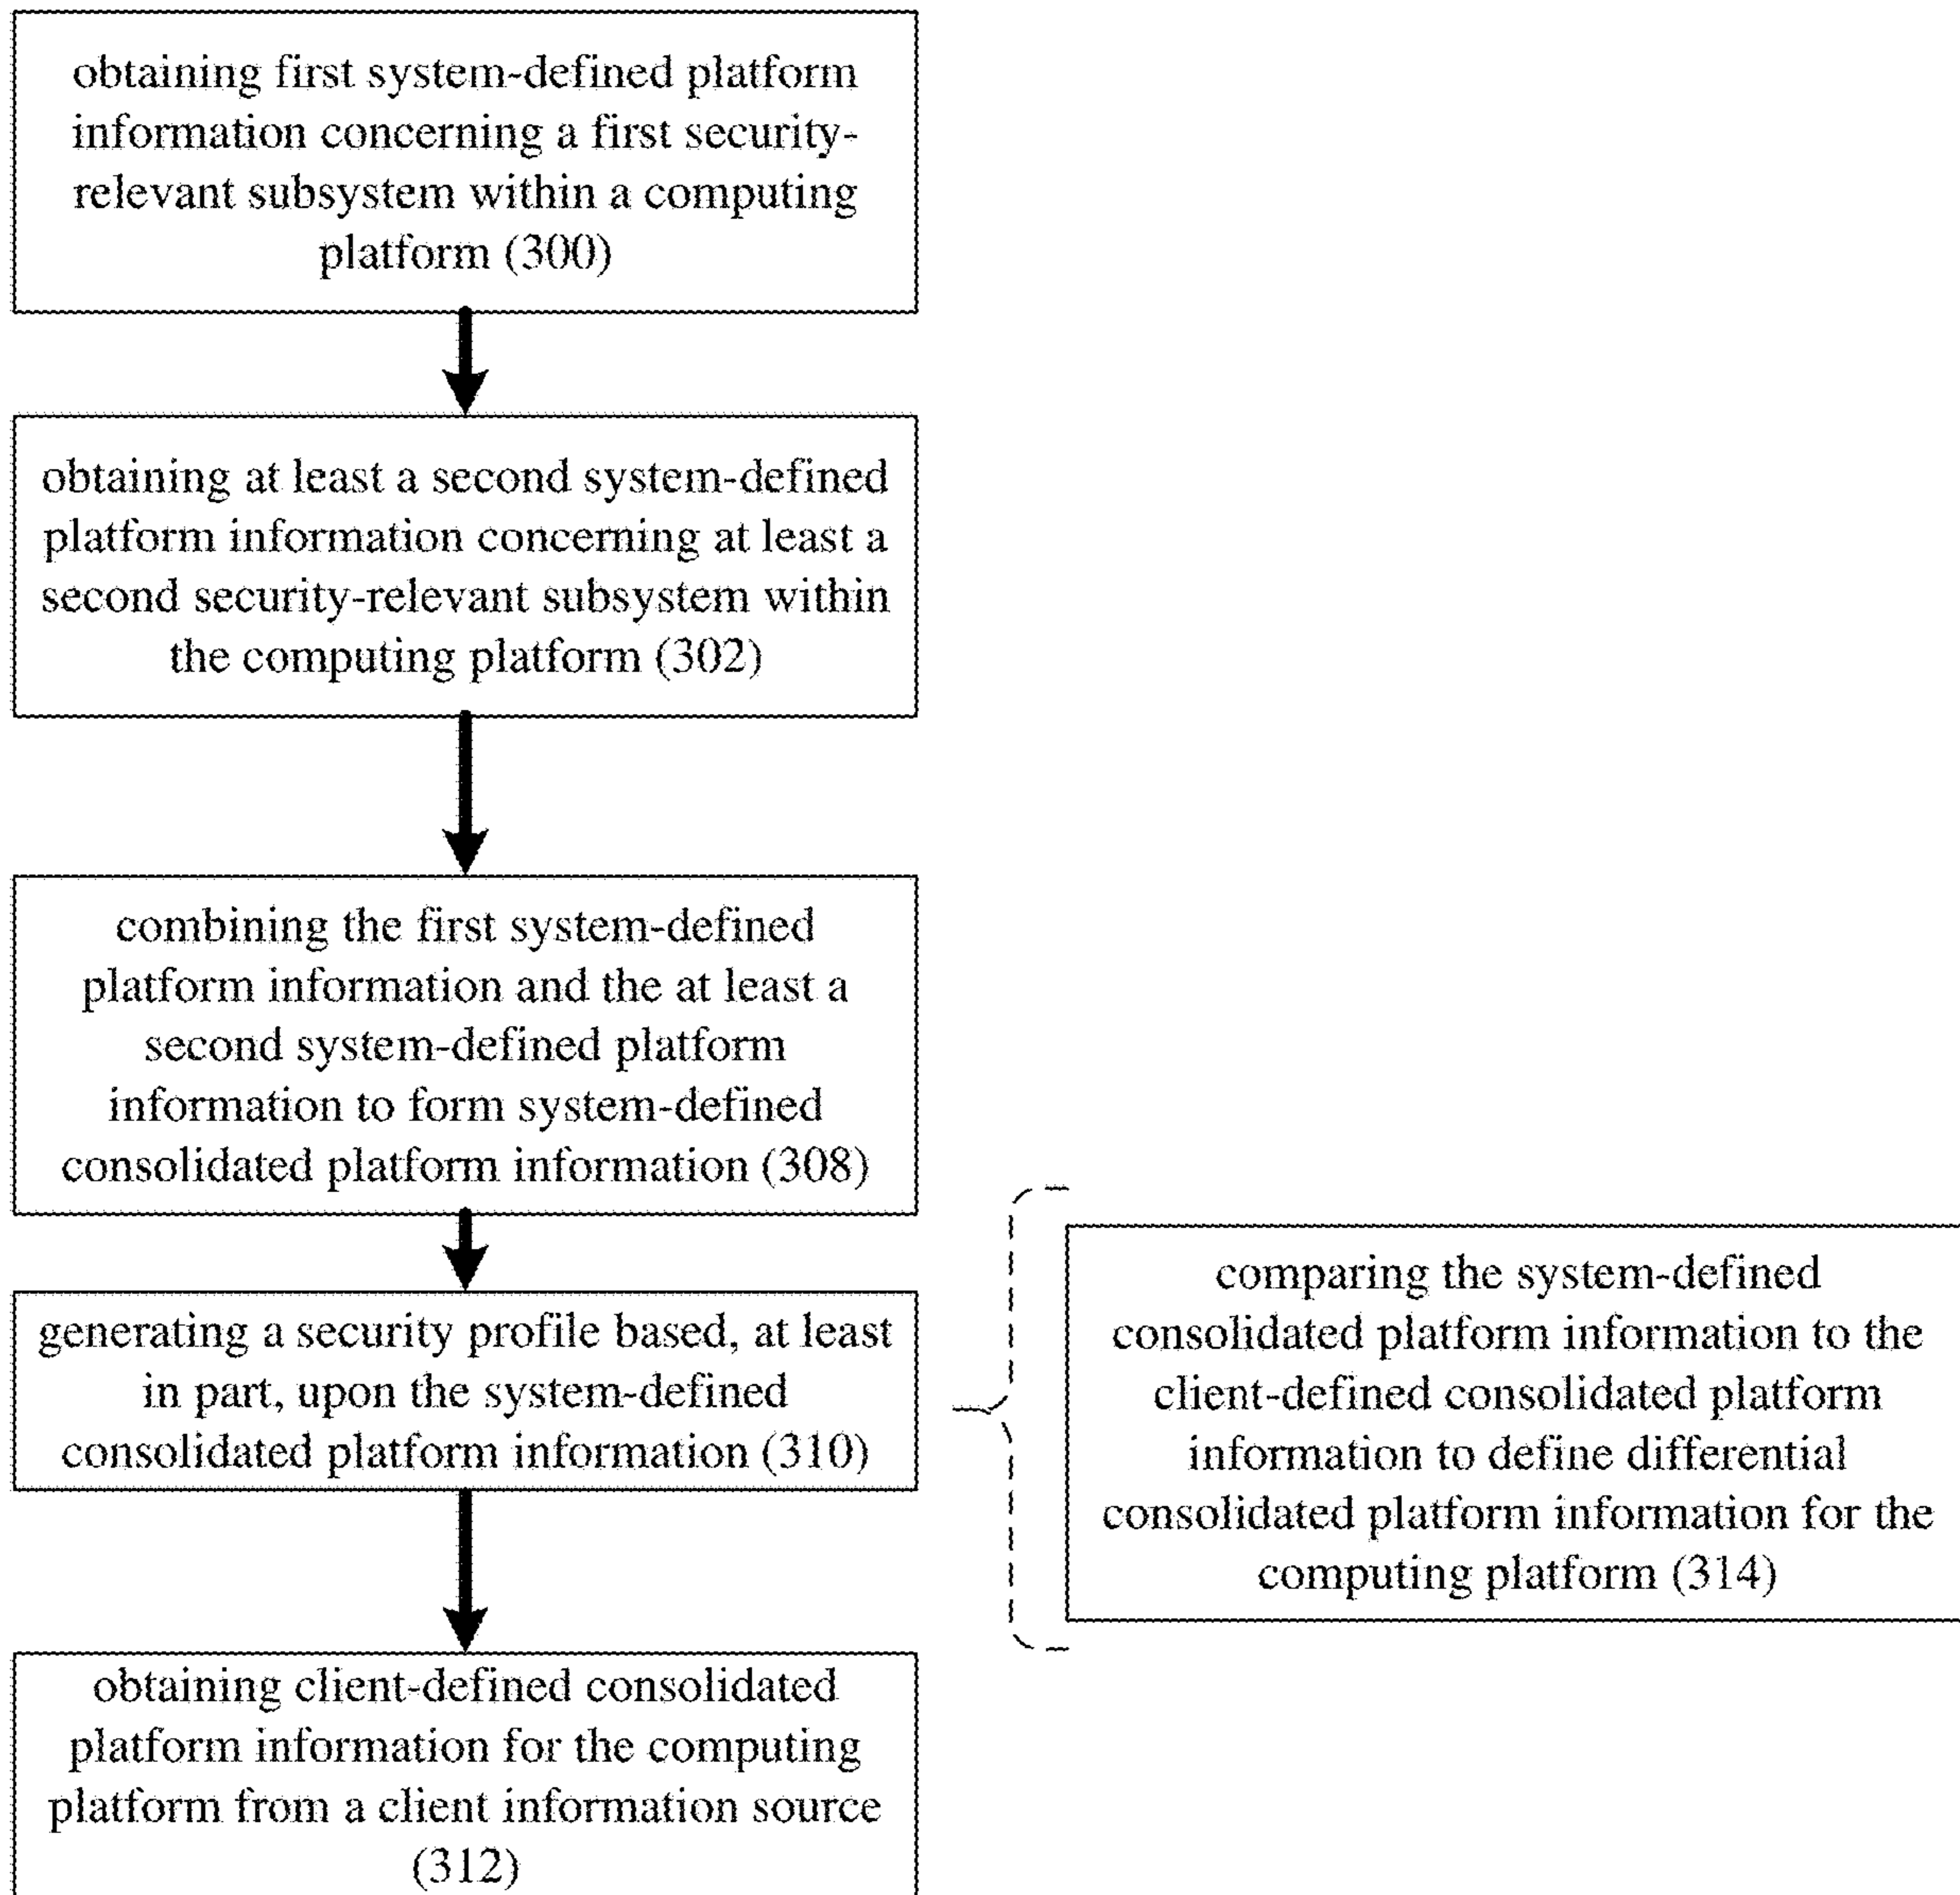 obtaining first system-defined platform
information concerning a first security-
relevant subsystem within a computing
platform (300)
obtaining at least a second system-defined
platform information concerning at least a
second security-relevant subsystem within
the computing platform (302)
combining the first system-defined
platform information and the at least a
second system-defined platform
information to form system-defined
consolidated platform information (308)
generating a security profile based, at least
in part, upon the system-defined
consolidated platform information (310)
comparing the system-defined
consolidated platform information to the
client-defined consolidated platform
information to define differential
consolidated platform information for the
computing platform (314)
obtaining client-defined consolidated
platform information for the computing
platform from a client information source
(312)